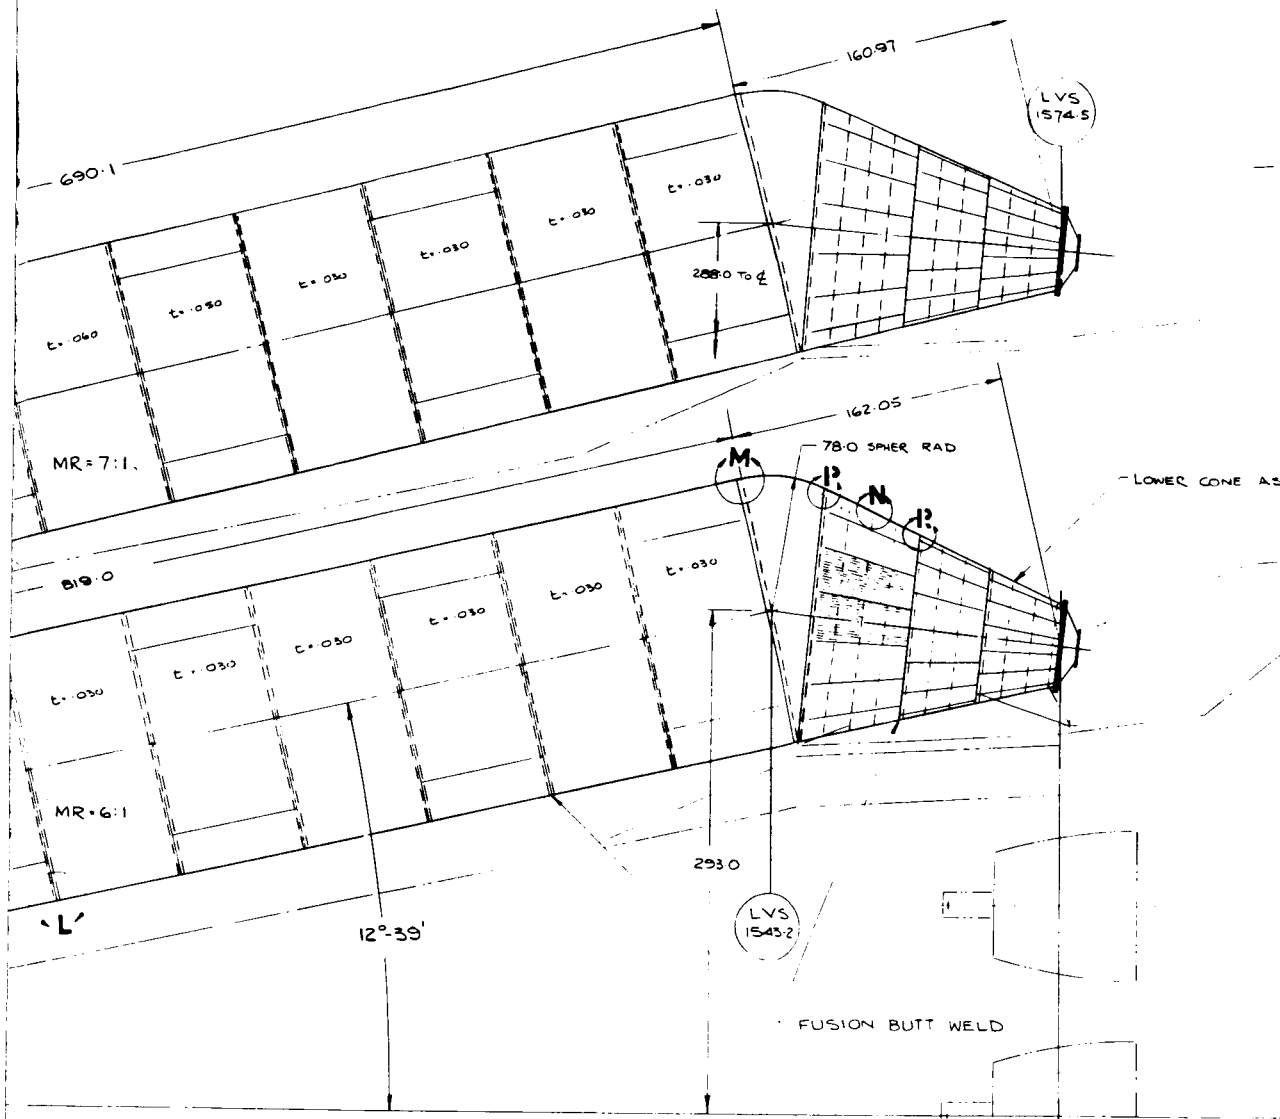 690.1
160.97
LVS
1574.5
t=.060
t=.030
t=.030
t=.030
t=.030
t=.030
288.0 TO ℄
MR=7:1
162.05
78.0 SPHER RAD
M
P
N
R
LOWER CONE AS
819.0
t=.030
t=.030
t=.030
t=.030
t=.030
t=.030
MR=6:1
'L'
12°-39'
293.0
LVS
1543.2
FUSION BUTT WELD